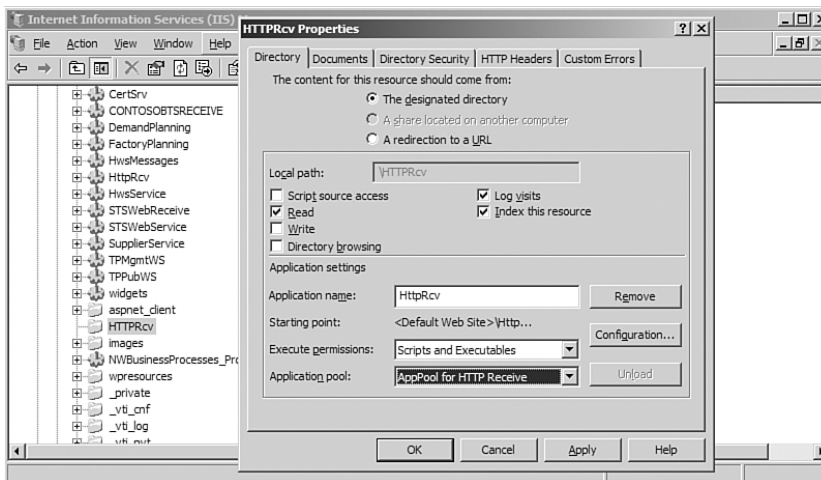 Internet Information Services (IIS)
File Action View Window Help
CertSrv
CONTOSOBTSRECEIVE
DemandPlanning
FactoryPlanning
HwsMessages
HttpRcv
HwsService
STSWebReceive
STSWebService
SupplierService
TPMgmtWS
TPPubWS
widgets
aspnet_client
HTTPRcv
images
NWBusinessProcesses_Pro
wpresources
_private
_vti_cnf
_vti_log
HTTPRcv Properties
Directory Documents Directory Security HTTP Headers Custom Errors
The content for this resource should come from:
The designated directory
A share located on another computer
A redirection to a URL
Local path: \HTTPRcv
Script source access Log visits
Read Index this resource
Write
Directory browsing
Application settings
Application name: HttpRcv Remove
Starting point: <Default Web Site>\Http...
Configuration...
Execute permissions: Scripts and Executables
Application pool: AppPool for HTTP Receive Unload
OK Cancel Apply Help